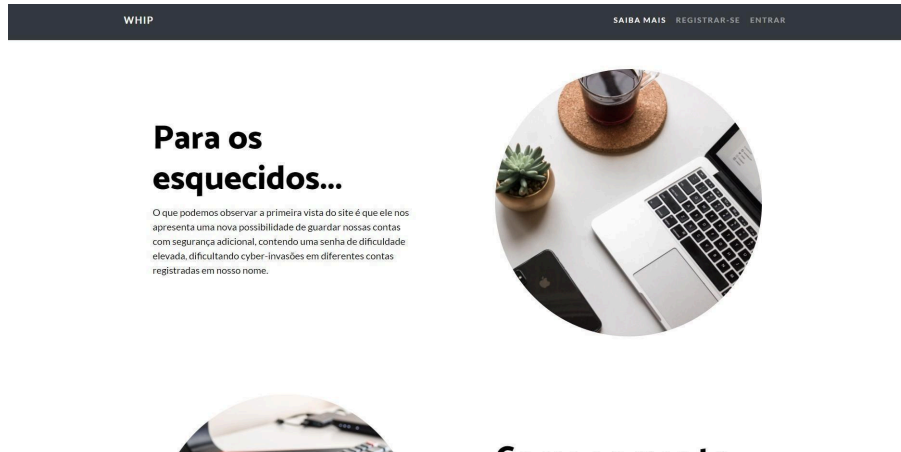 WHIP
SAIBA MAIS REGISTRAR-SE ENTRAR
Para os
esquecidos...
O que podemos observar a primeira vista do site é que ele nos
apresenta uma nova possibilidade de guardar nossas contas
com segurança adicional, contendo uma senha de dificuldade
elevada, dificultando cyber-invasões em diferentes contas
registradas em nosso nome.